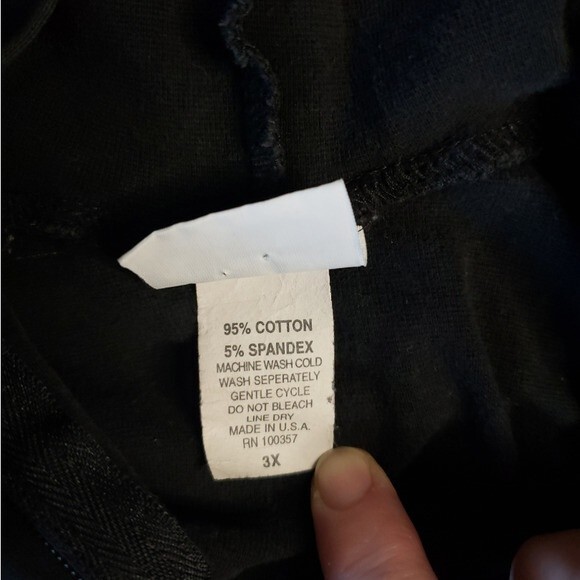 95% COTTON
5% SPANDEX
MACHINE WASH COLD
WASH SEPERATELY
GENTLE CYCLE
DO NOT BLEACH
LINE DRY
MADE IN U.S.A.
RN 100357
3X